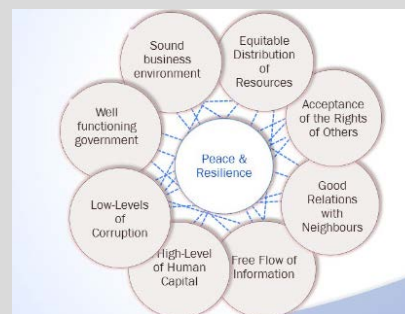 Sound
business
environment
Equitable
Distribution
of
Resources
Acceptance
of the Rights
of Others
Good
Relations
with
Neighbours
Free Flow of
Information
High-Level
of Human
Capital
Low-Levels
of
Corruption
Well
functioning
government
Peace &
Resilience